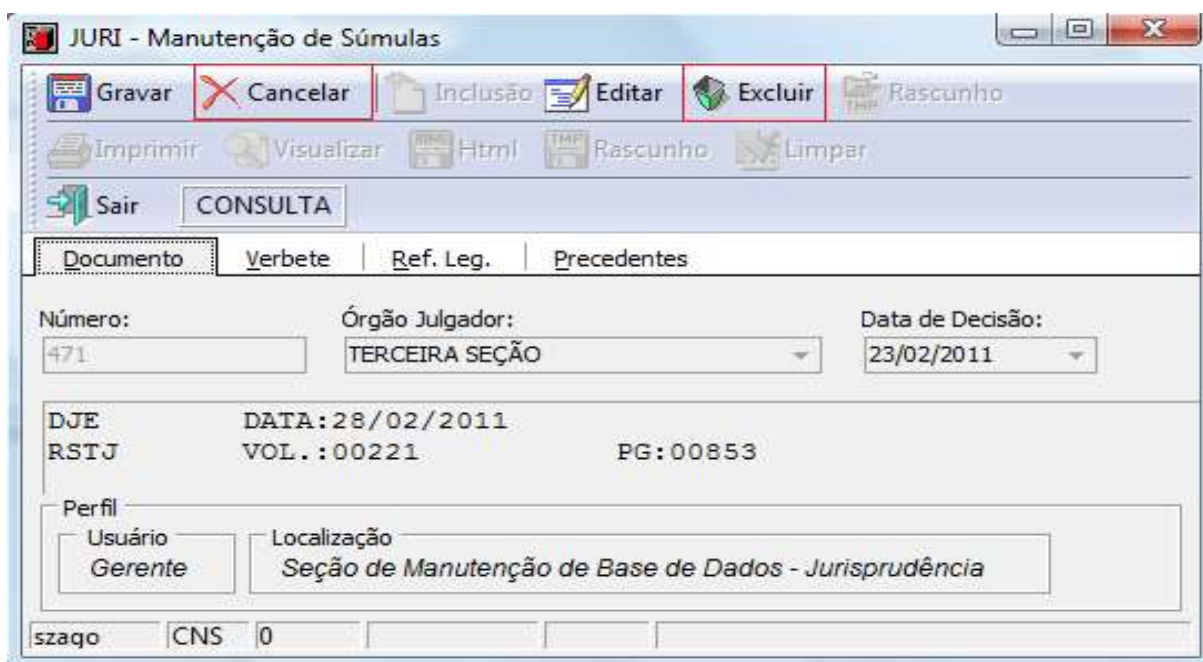 JURI - Manutenção de Súmulas
Gravar Cancelar Inclusão Editar Excluir Rascunho
Imprimir Visualizar Html Rascunho Limpar
Sair CONSULTA
Documento Verbete Ref. Leg. Precedentes
Número: Órgão Julgador: Data de Decisão:
471 TERCEIRA SEÇÃO 23/02/2011
DJE DATA:28/02/2011
RSTJ VOL.:00221 PG:00853
Perfil
Usuário Localização
Gerente Seção de Manutenção de Base de Dados - Jurisprudência
szago CNS 0